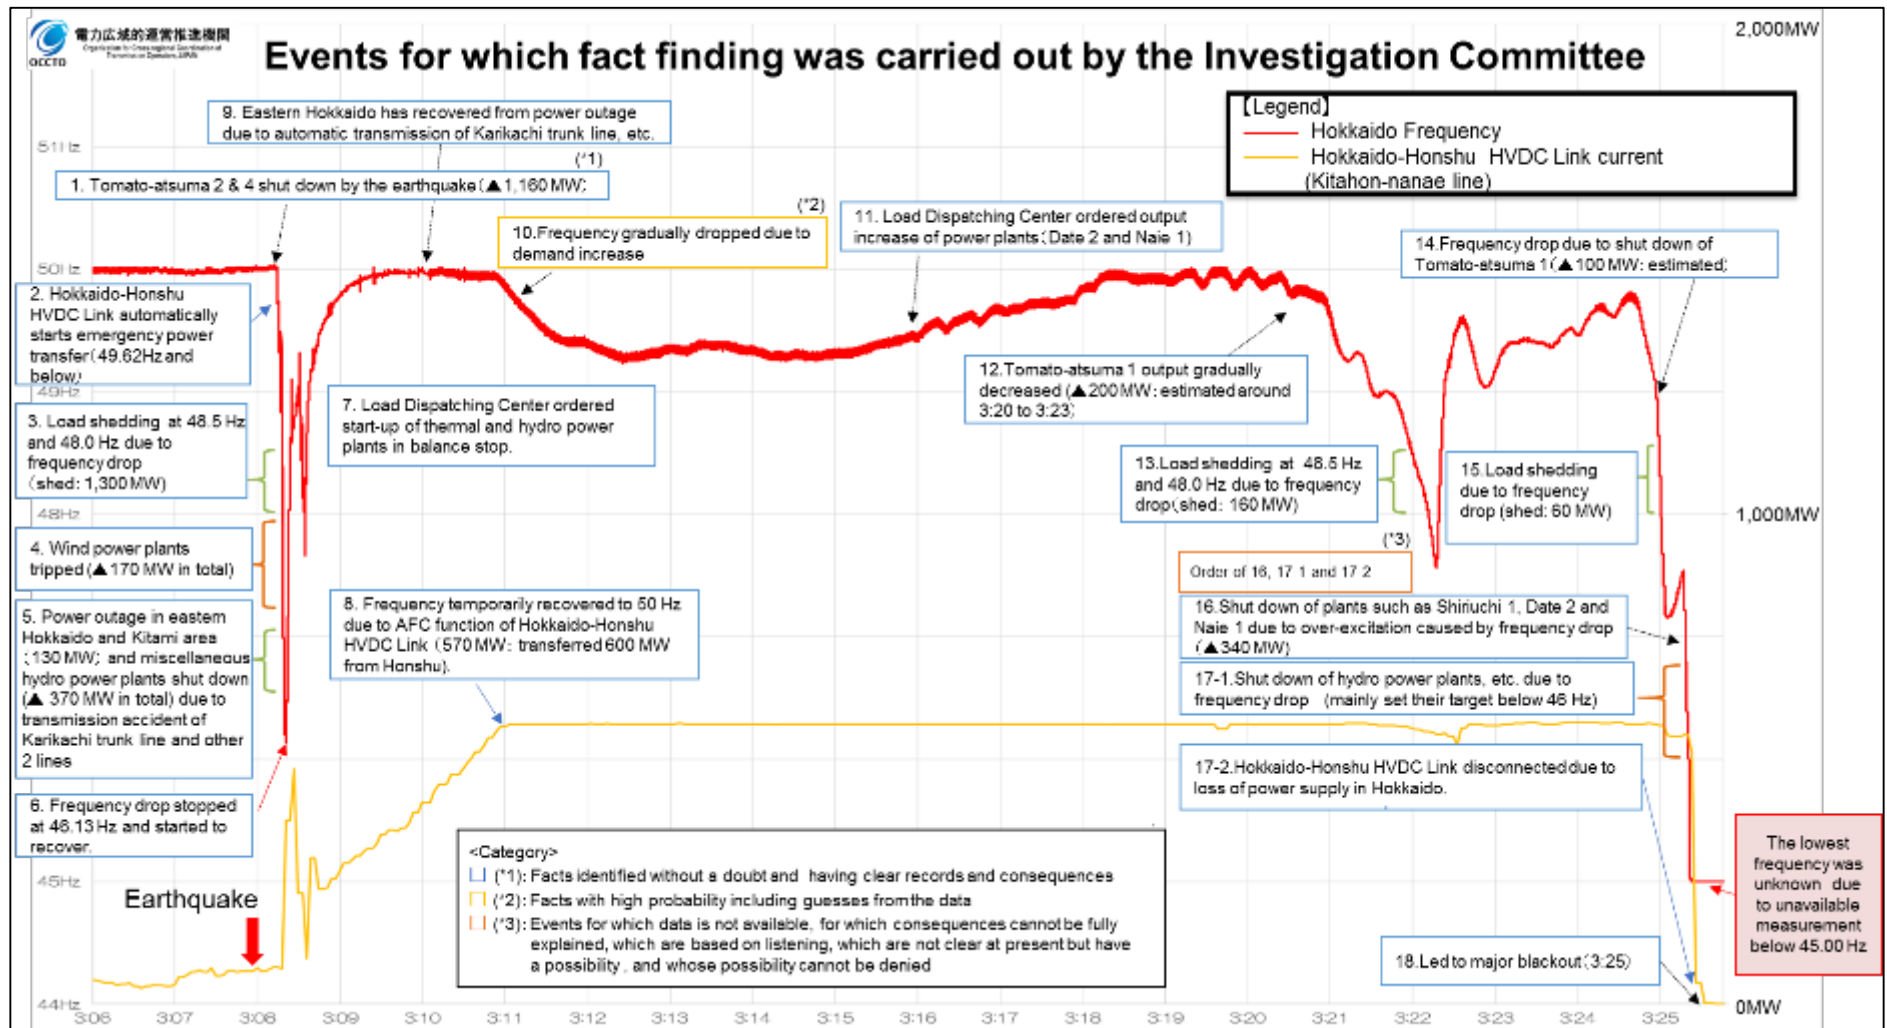 電力広域的運営推進機関
Organization for Cross-regional Coordination of
Transmission Operators, JAPAN
OCCTO
Events for which fact finding was carried out by the Investigation Committee
2,000MW
【Legend】
Hokkaido Frequency
Hokkaido-Honshu HVDC Link current
(Kitahon-nanae line)
9. Eastern Hokkaido has recovered from power outage
due to automatic transmission of Karikachi trunk line, etc.
51Hz
(*1)
1. Tomato-atsuma 2 & 4 shut down by the earthquake(▲1,160 MW)
(*2)
10.Frequency gradually dropped due to
demand increase
11. Load Dispatching Center ordered output
increase of power plants(Date 2 and Naie 1)
14.Frequency drop due to shut down of
Tomato-atsuma 1(▲100 MW: estimated)
50Hz
2. Hokkaido-Honshu
HVDC Link automatically
starts emergency power
transfer(49.62Hz and
below)
12.Tomato-atsuma 1 output gradually
decreased (▲200MW: estimated around
3:20 to 3:23)
49Hz
3. Load shedding at 48.5 Hz
and 48.0 Hz due to
frequency drop
(shed: 1,300 MW)
7. Load Dispatching Center ordered
start-up of thermal and hydro power
plants in balance stop.
13.Load shedding at 48.5 Hz
and 48.0 Hz due to frequency
drop(shed: 160 MW)
15.Load shedding
due to frequency
drop (shed: 60 MW)
48Hz
1,000MW
4. Wind power plants
tripped (▲170 MW in total)
(*3)
Order of 16, 17 1 and 17 2
5. Power outage in eastern
Hokkaido and Kitami area
(130 MW) and miscellaneous
hydro power plants shut down
(▲ 370 MW in total) due to
transmission accident of
Karikachi trunk line and other
2 lines
8. Frequency temporarily recovered to 50 Hz
due to AFC function of Hokkaido-Honshu
HVDC Link (570 MW: transferred 600 MW
from Honshu).
16.Shut down of plants such as Shiriuchi 1, Date 2 and
Naie 1 due to over-excitation caused by frequency drop
(▲340 MW)
17-1.Shut down of hydro power plants, etc. due to
frequency drop (mainly set their target below 46 Hz)
17-2.Hokkaido-Honshu HVDC Link disconnected due to
loss of power supply in Hokkaido.
6. Frequency drop stopped
at 46.13 Hz and started to
recover.
45Hz
Earthquake
<Category>
(*1): Facts identified without a doubt and having clear records and consequences
(*2): Facts with high probability including guesses from the data
(*3): Events for which data is not available, for which consequences cannot be fully
explained, which are based on listening, which are not clear at present but have
a possibility, and whose possibility cannot be denied
The lowest
frequency was
unknown due
to unavailable
measurement
below 45.00 Hz
18.Led to major blackout(3:25)
44Hz
0MW
3:06 3:07 3:08 3:09 3:10 3:11 3:12 3:13 3:14 3:15 3:16 3:17 3:18 3:19 3:20 3:21 3:22 3:23 3:24 3:25